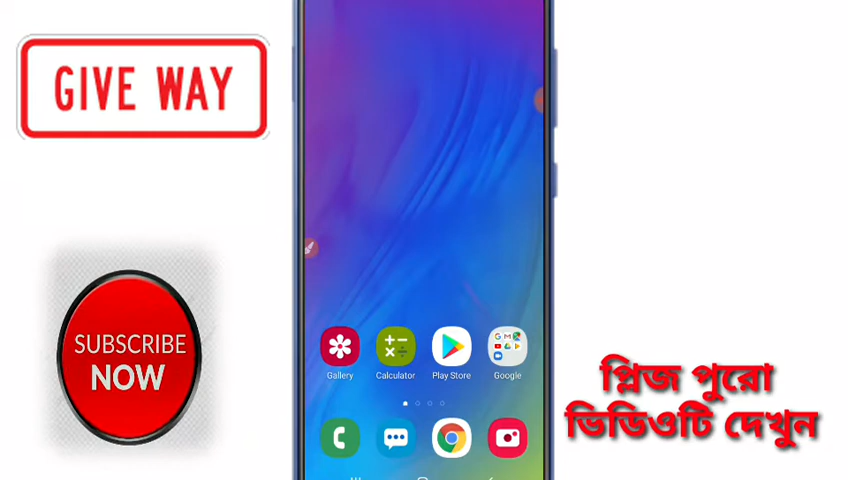 GIVE WAY
SUBSCRIBE
NOW
Gallery
Calculator
Play Store
Google
প্লিজ পুরো
ভিডিওটি দেখুন